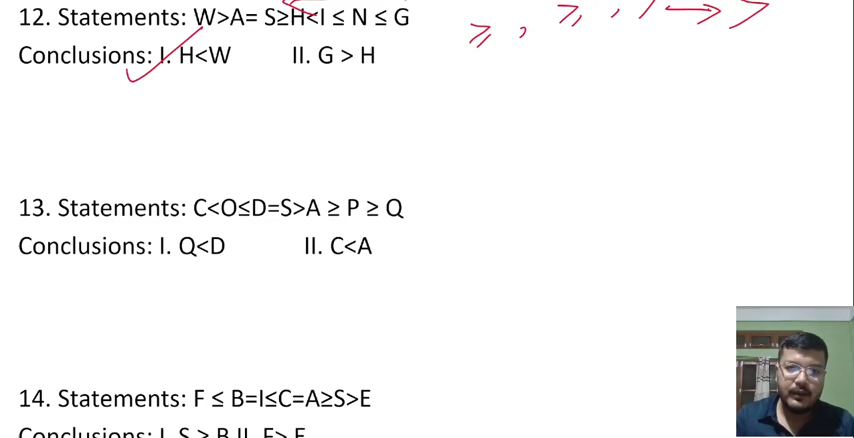 12. Statements: W>A= S≥H<I ≤ N ≤ G
≥ , ≥, , / → >
Conclusions: I. H<W II. G > H
13. Statements: C<O≤D=S>A ≥ P ≥ Q
Conclusions: I. Q<D II. C<A
14. Statements: F ≤ B=I≤C=A≥S>E